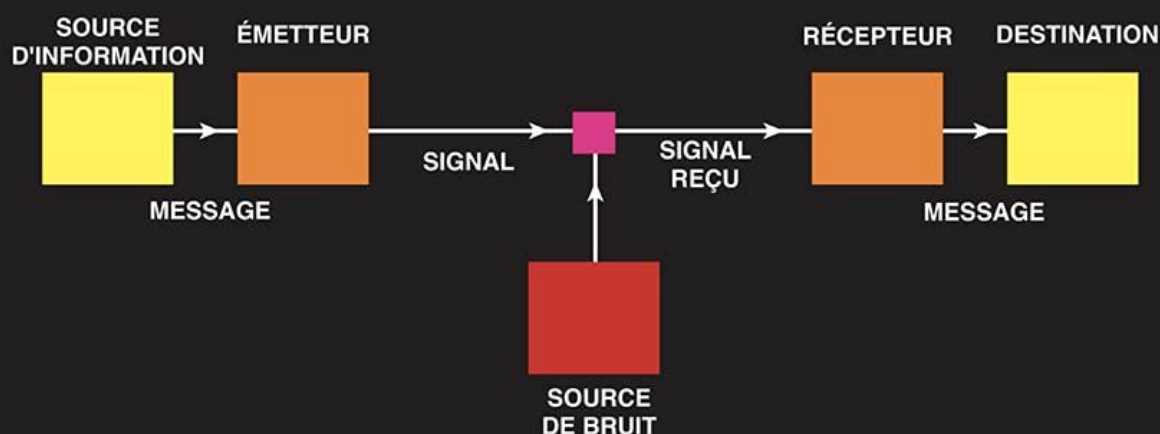 SOURCE
D'INFORMATION
ÉMETTEUR
RÉCEPTEUR
DESTINATION
SIGNAL
SIGNAL
REÇU
MESSAGE
MESSAGE
SOURCE
DE BRUIT